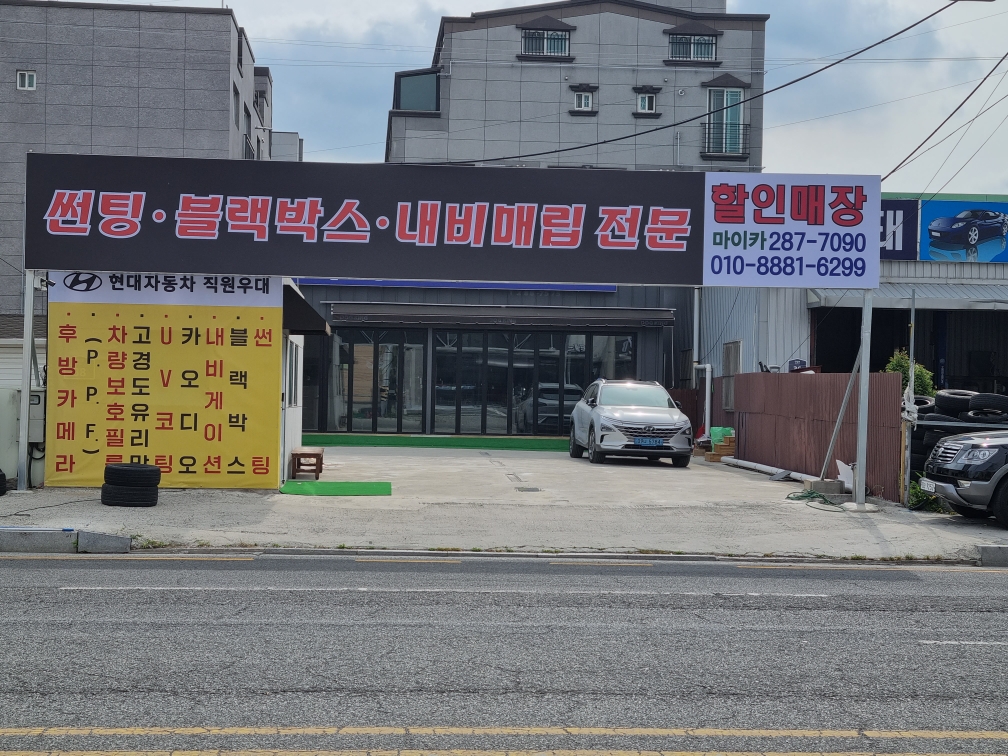 썬팅·블랙박스·내비매립 전문
할인매장
마이카 287-7090
010-8881-6299
현대자동차 직원우대
썬팅
블랙박스
내비게이션
카오디오
UV코팅
고경도유리막
차량보호필름
(P.P.F.)
후방카메라